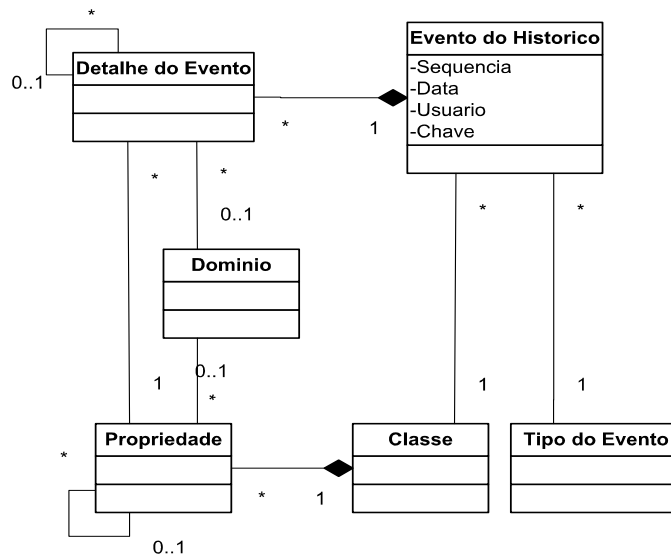 *
Detalhe do Evento
0..1
Evento do Historico
-Sequencia
-Data
-Usuario
-Chave
*
1
*
*
0..1
*
*
Dominio
0..1
*
1
1
1
Propriedade
Classe
Tipo do Evento
*
*
1
0..1